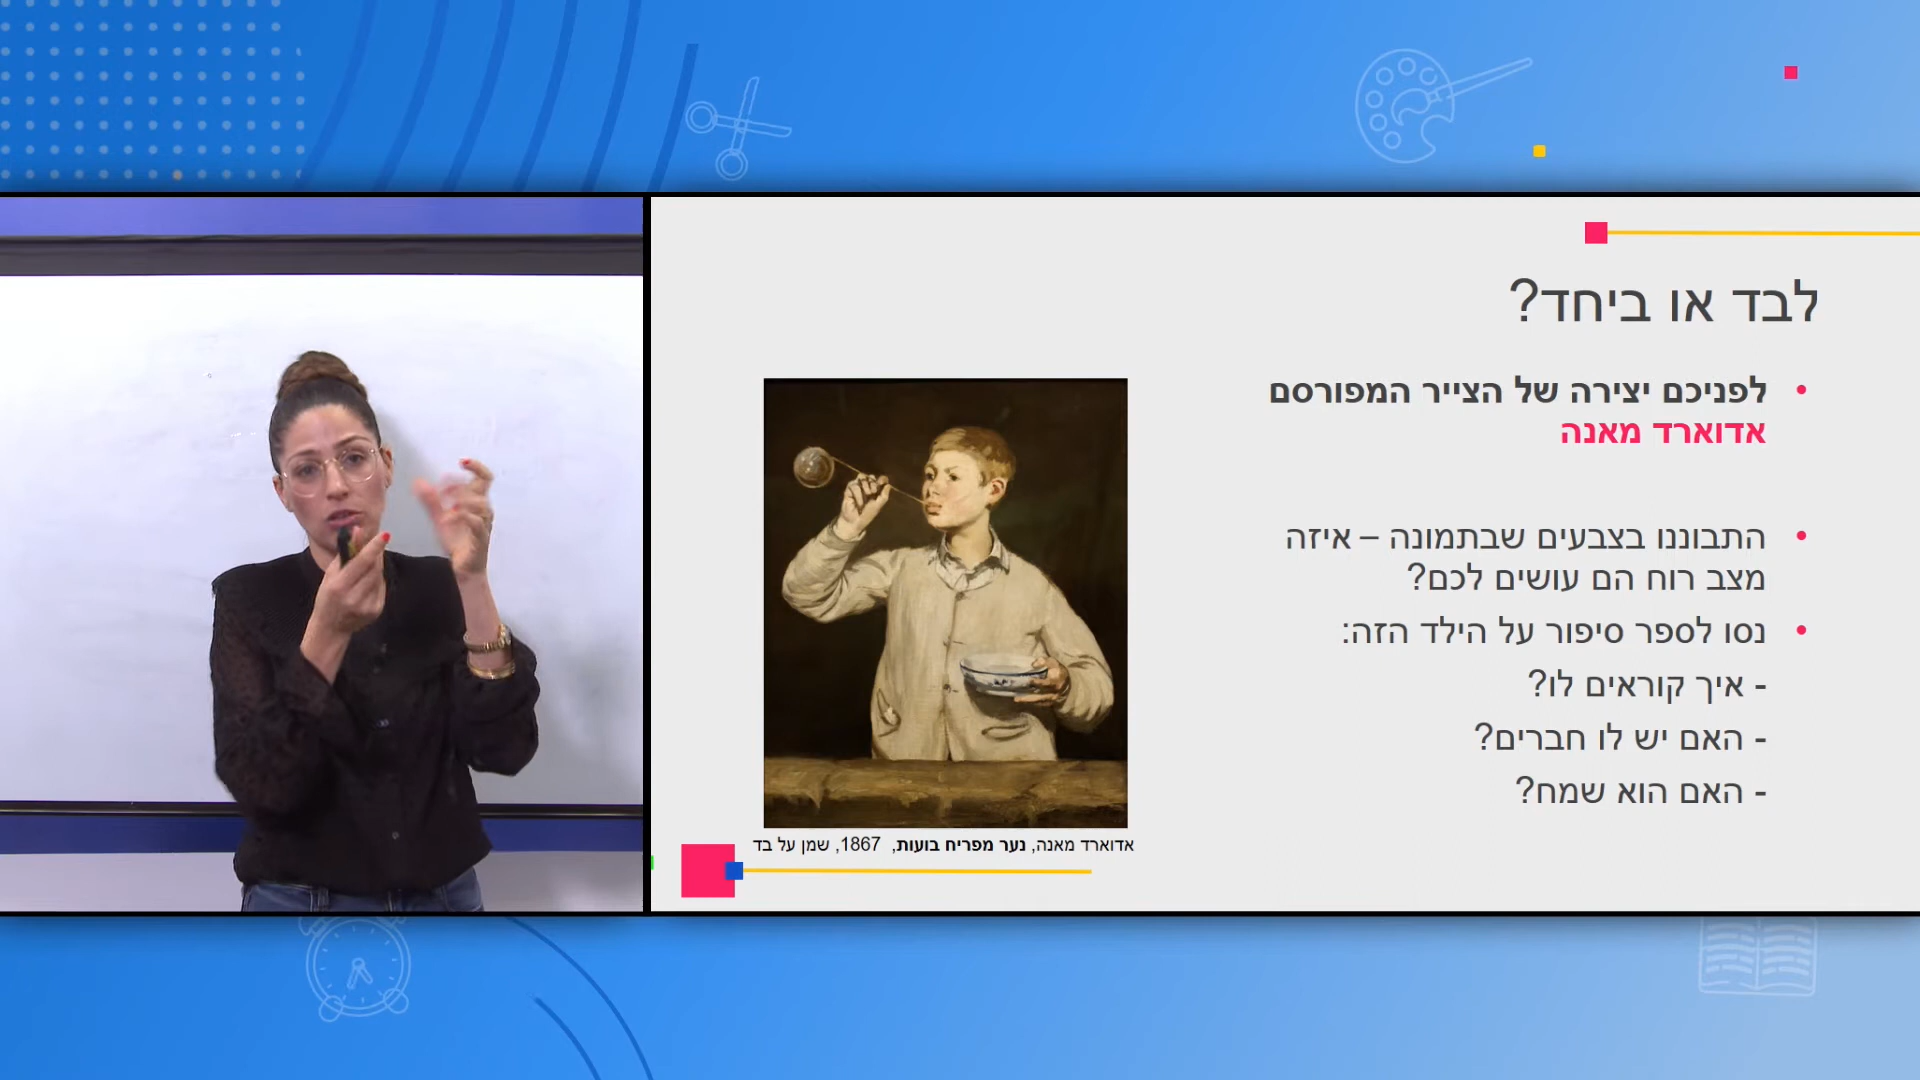 לבד או ביחד?
לפניכם יצירה של הצייר המפורסם
אדוארד מאנה
התבוננו בצבעים שבתמונה – איזה
מצב רוח הם עושים לכם?
נסו לספר סיפור על הילד הזה:
- איך קוראים לו?
- האם יש לו חברים?
- האם הוא שמח?
אדוארד מאנה, נער מפריח בועות, 1867, שמן על בד